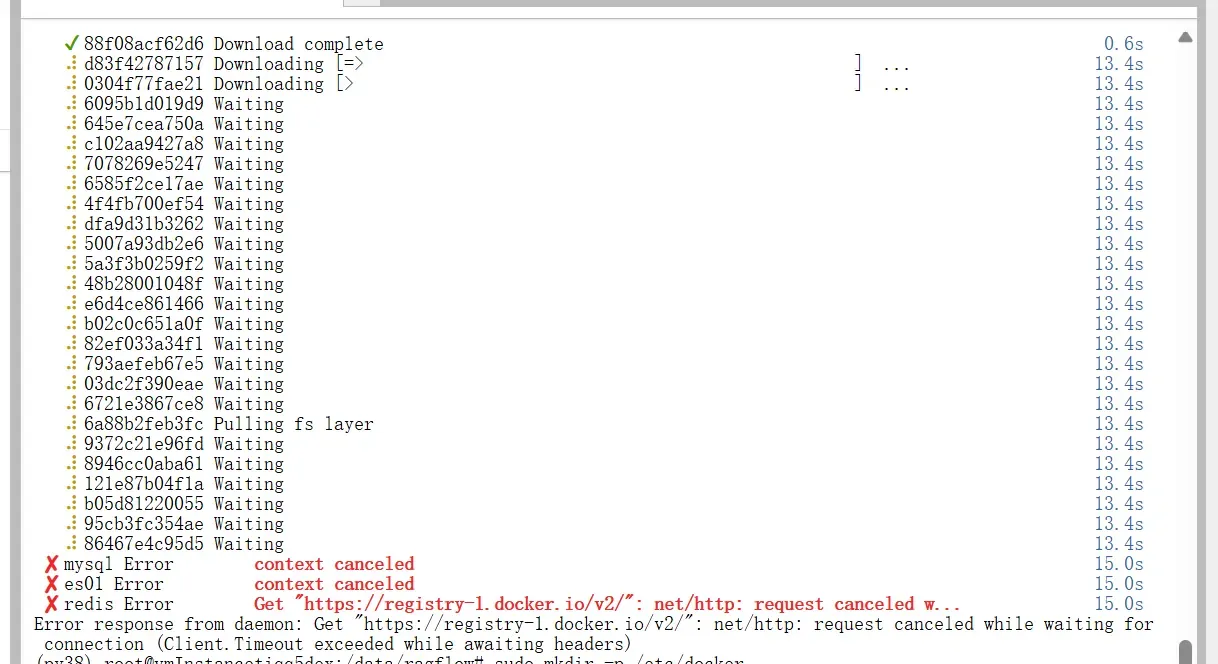 ✓ 88f08acf62d6 Download complete 0.6s
d83f42787157 Downloading [=> ] ... 13.4s
0304f77fae21 Downloading [> ] ... 13.4s
6095b1d019d9 Waiting 13.4s
645e7cea750a Waiting 13.4s
c102aa9427a8 Waiting 13.4s
7078269e5247 Waiting 13.4s
6585f2ce17ae Waiting 13.4s
4f4fb700ef54 Waiting 13.4s
dfa9d31b3262 Waiting 13.4s
5007a93db2e6 Waiting 13.4s
5a3f3b0259f2 Waiting 13.4s
48b28001048f Waiting 13.4s
e6d4ce861466 Waiting 13.4s
b02c0c651a0f Waiting 13.4s
82ef033a34f1 Waiting 13.4s
793aefeb67e5 Waiting 13.4s
03dc2f390eae Waiting 13.4s
6721e3867ce8 Waiting 13.4s
6a88b2feb3fc Pulling fs layer 13.4s
9372c21e96fd Waiting 13.4s
8946cc0aba61 Waiting 13.4s
121e87b04f1a Waiting 13.4s
b05d81220055 Waiting 13.4s
95cb3fc354ae Waiting 13.4s
86467e4c95d5 Waiting 13.4s
✘ mysql Error context canceled 15.0s
✘ es01 Error context canceled 15.0s
✘ redis Error Get "https://registry-1.docker.io/v2/": net/http: request canceled w... 15.0s
Error response from daemon: Get "https://registry-1.docker.io/v2/": net/http: request canceled while waiting for
connection (Client.Timeout exceeded while awaiting headers)
(py38) sudo mkdir -p /etc/docker